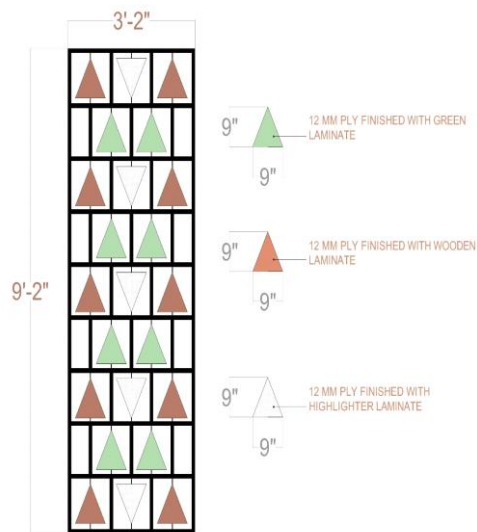 3'-2"
9'-2"
9"
12 MM PLY FINISHED WITH GREEN
LAMINATE
9"
9"
12 MM PLY FINISHED WITH WOODEN
LAMINATE
9"
9"
12 MM PLY FINISHED WITH
HIGHLIGHTER LAMINATE
9"